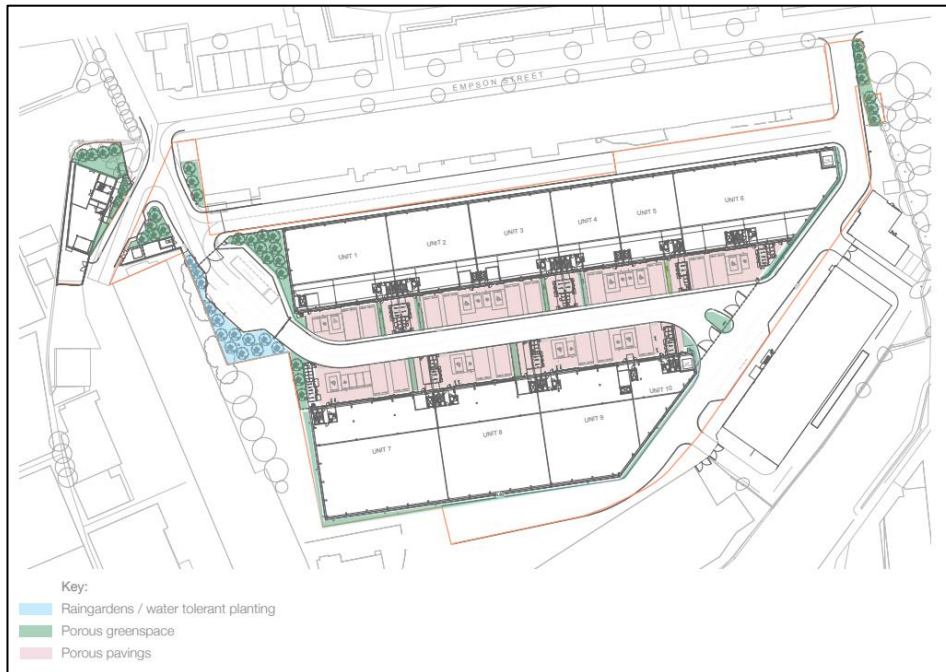 EMPSON STREET
UNIT 1
UNIT 2
UNIT 3
UNIT 4
UNIT 5
UNIT 6
UNIT 7
UNIT 8
UNIT 9
UNIT 10
Key:
Raingardens / water tolerant planting
Porous greenspace
Porous pavings